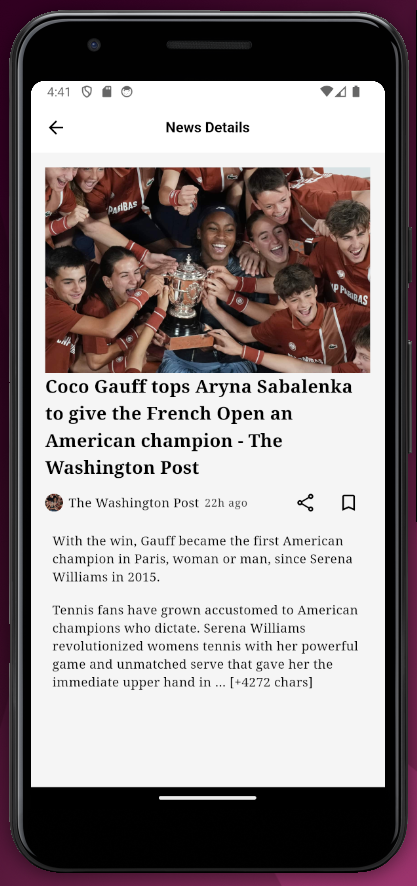 4:41
News Details
PARIBAS
NP PARIBAS
Coco Gauff tops Aryna Sabalenka
to give the French Open an
American champion - The
Washington Post
The Washington Post 22h ago
With the win, Gauff became the first American
champion in Paris, woman or man, since Serena
Williams in 2015.
Tennis fans have grown accustomed to American
champions who dictate. Serena Williams
revolutionized womens tennis with her powerful
game and unmatched serve that gave her the
immediate upper hand in … [+4272 chars]